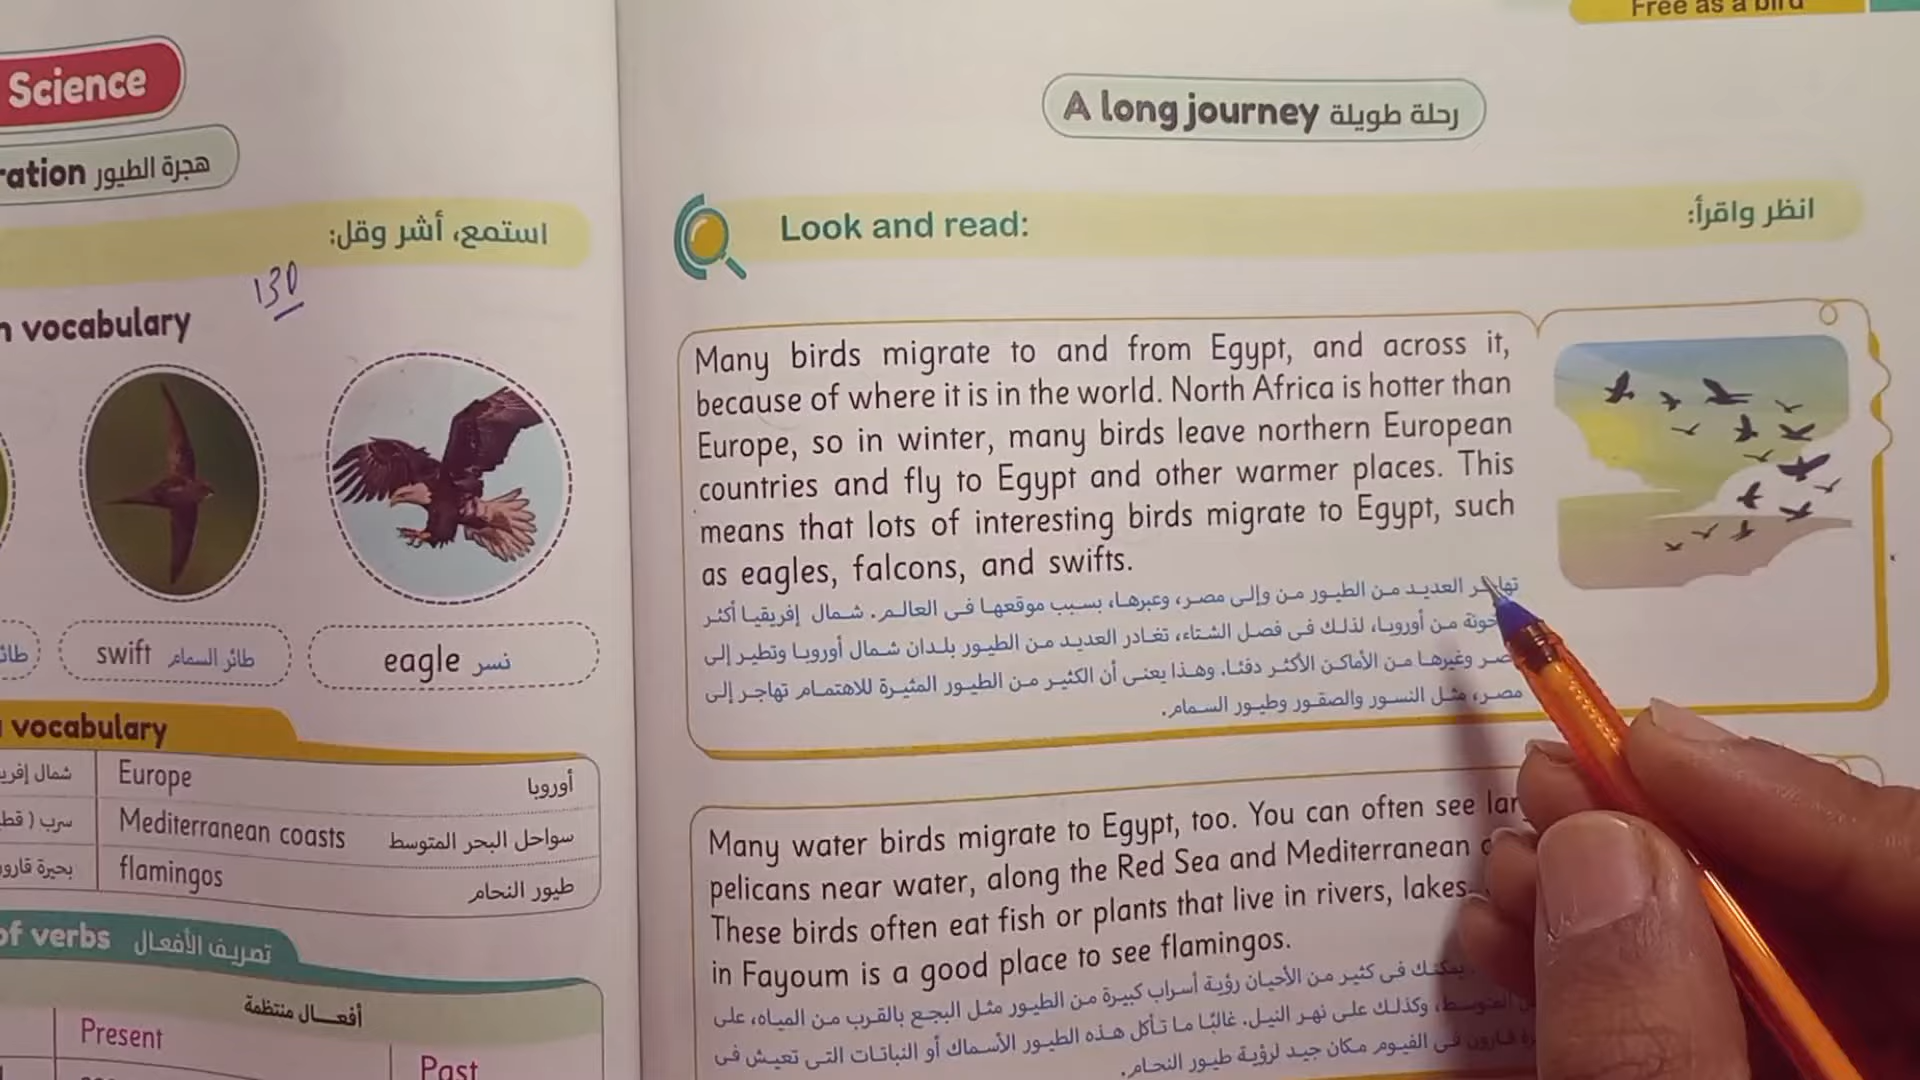 Science
هجرة الطيور
استمع، أشر وقل:
130
vocabulary
swift طائر السمام
eagle نسر
vocabulary
Europe أوروبا
Mediterranean coasts سواحل البحر المتوسط
flamingos طيور النحام
of verbs تصريف الأفعال
أفعـــال منتظمة
Present
Past
Free as a bird
A long journey رحلة طويلة
Look and read: انظر واقرأ:
Many birds migrate to and from Egypt, and across it,
because of where it is in the world. North Africa is hotter than
Europe, so in winter, many birds leave northern European
countries and fly to Egypt and other warmer places. This
means that lots of interesting birds migrate to Egypt, such
as eagles, falcons, and swifts.
تهاجر العديد من الطيور من وإلى مصر، وعبرها، بسبب موقعها فى العالم. شمال إفريقيا أكثر
من أوروبا، لذلك فى فصل الشتاء، تغادر العديد من الطيور بلدان شمال أوروبا وتطير إلى
وغيرها من الأماكن الأكثر دفئا. وهذا يعنى أن الكثير من الطيور المثيرة للاهتمام تهاجر إلى
مصر، مثل النسور والصقور وطيور السمام.
Many water birds migrate to Egypt, too. You can often see
pelicans near water, along the Red Sea and Mediterranean
These birds often eat fish or plants that live in rivers, lakes
in Fayoum is a good place to see flamingos.
يمكنك فى كثير من الأحيان رؤية أسراب كبيرة من الطيور مثل البجع بالقرب من المياه، على
المتوسط، وكذلك على نهر النيل. غالبًا ما تأكل هذه الطيور الأسماك أو النباتات التى تعيش فى
قارون فى الفيوم مكان جيد لرؤية طيور النحام.